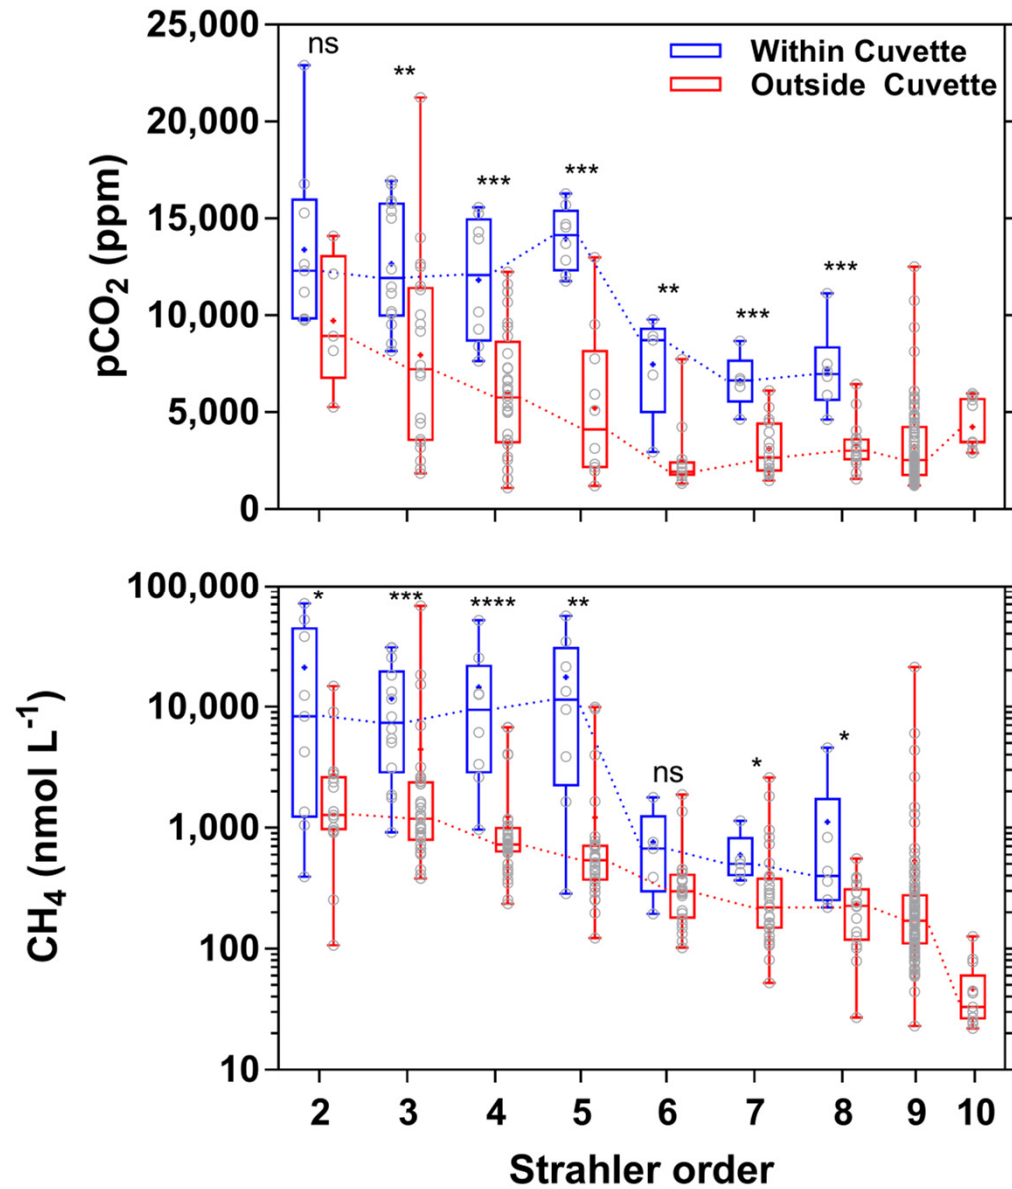 25,000
20,000
15,000
10,000
5,000
0
pCO2 (ppm)
ns
**
***
***
**
***
***
Within Cuvette
Outside Cuvette
100,000
10,000
1,000
100
10
CH4 (nmol L-1)
*
***
****
**
ns
*
*
2 3 4 5 6 7 8 9 10
Strahler order